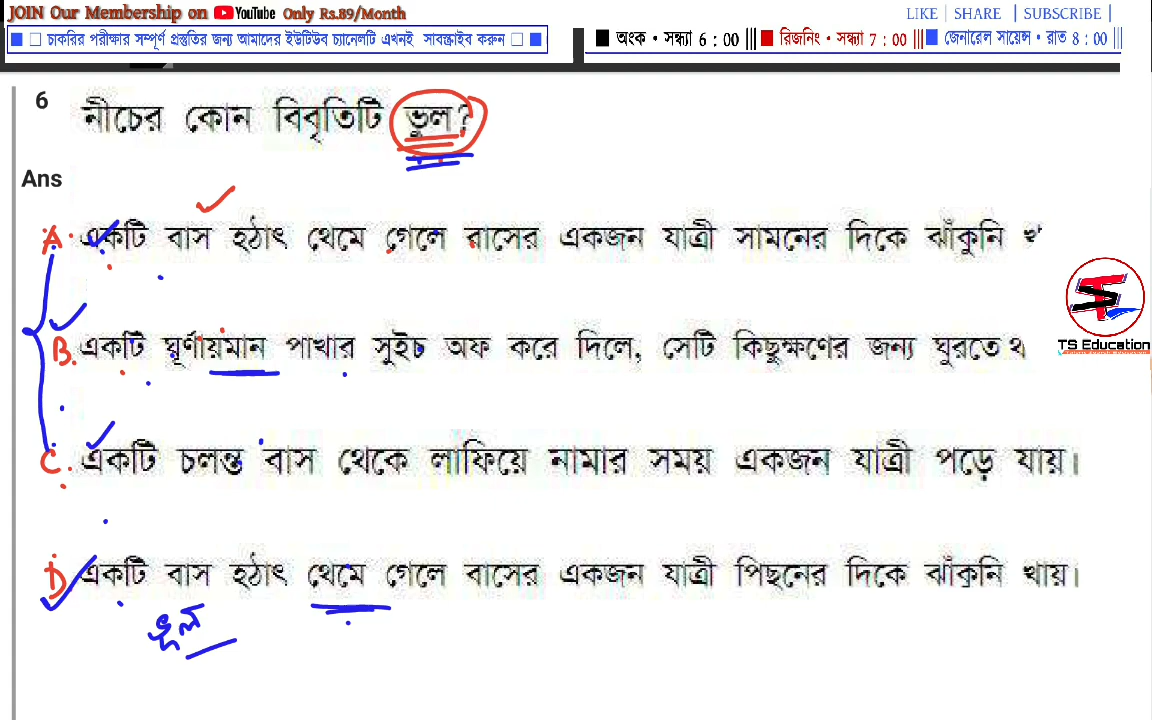 JOIN Our Membership on YouTube Only Rs.89/Month
LIKE | SHARE | SUBSCRIBE |
■ □ চাকরির পরীক্ষার সম্পূর্ণ প্রস্তুতির জন্য আমাদের ইউটিউব চ্যানেলটি এখনই সাবস্ক্রাইব করুন □ ■
■ অংক • সন্ধ্যা 6 : 00 ||| ■ রিজনিং • সন্ধ্যা 7 : 00 ||| ■ জেনারেল সায়েন্স • রাত 8 : 00 |||
6 নীচের কোন বিবৃতিটি ভুল?
Ans
A. একটি বাস হঠাৎ থেমে গেলে বাসের একজন যাত্রী সামনের দিকে ঝাঁকুনি
B. একটি ঘূর্ণায়মান পাখার সুইচ অফ করে দিলে, সেটি কিছুক্ষণের জন্য ঘুরতে
TS Education
C. একটি চলন্ত বাস থেকে লাফিয়ে নামার সময় একজন যাত্রী পড়ে যায়।
D একটি বাস হঠাৎ থেমে গেলে বাসের একজন যাত্রী পিছনের দিকে ঝাঁকুনি খায়।
ভুল